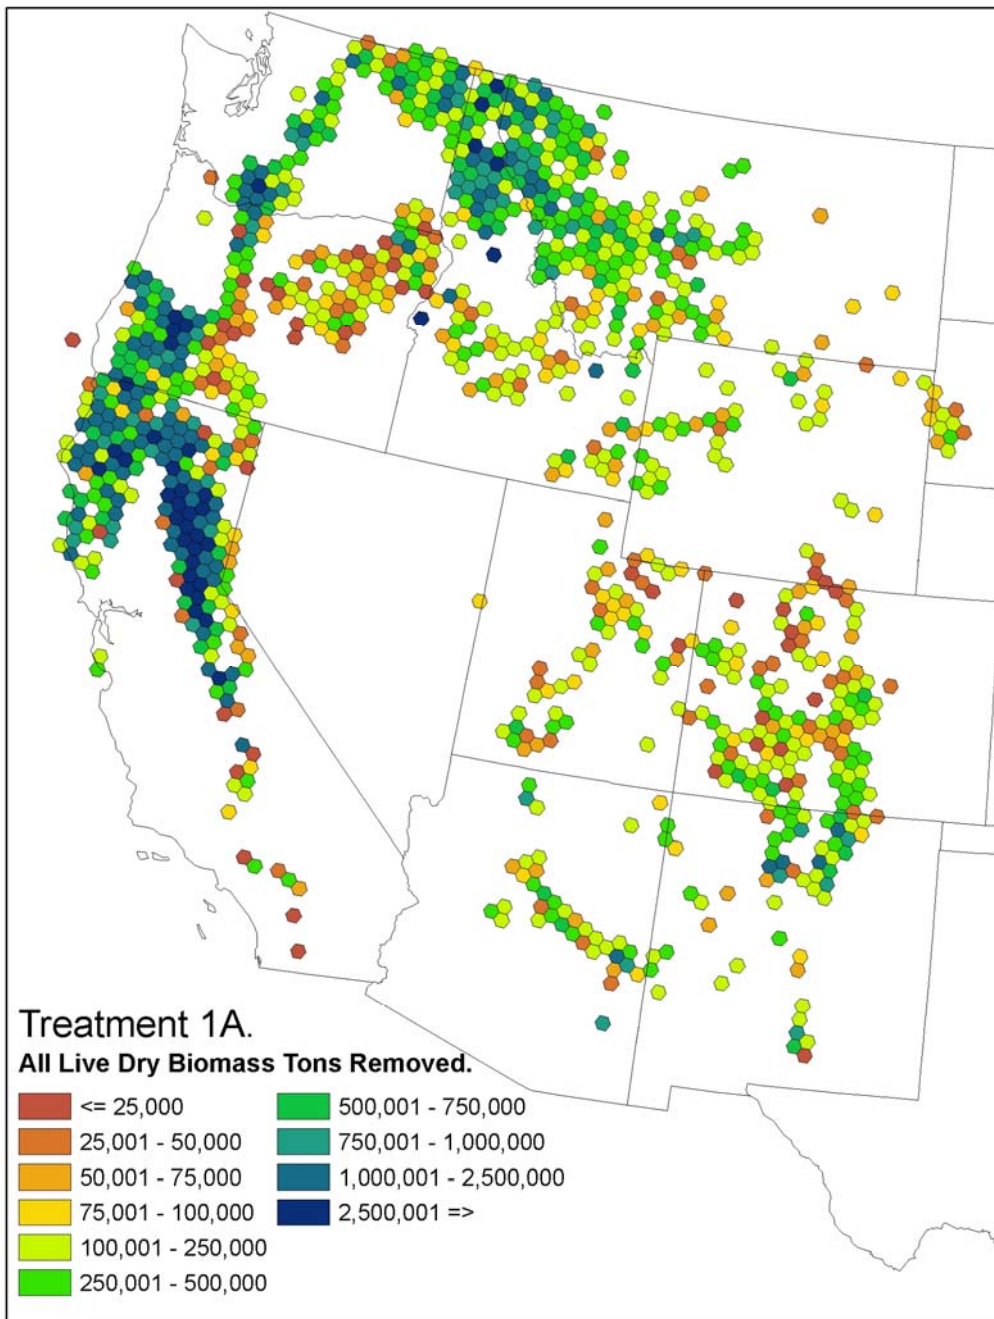 Treatment 1A.
All Live Dry Biomass Tons Removed.
<= 25,000
25,001 - 50,000
50,001 - 75,000
75,001 - 100,000
100,001 - 250,000
250,001 - 500,000
500,001 - 750,000
750,001 - 1,000,000
1,000,001 - 2,500,000
2,500,001 =>